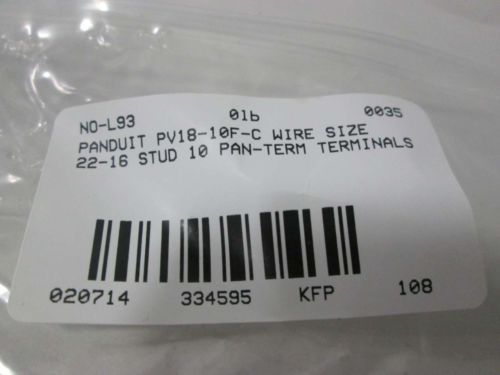 NO-L93 01b 0035
PANDUIT PV18-10F-C WIRE SIZE
22-16 STUD 10 PAN-TERM TERMINALS
020714 334595 KFP 108